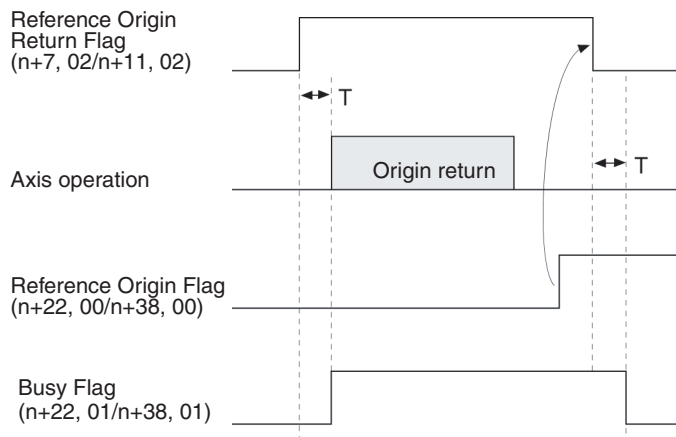 Reference Origin
Return Flag
(n+7, 02/n+11, 02)
T
Axis operation
Origin return
T
Reference Origin Flag
(n+22, 00/n+38, 00)
Busy Flag
(n+22, 01/n+38, 01)